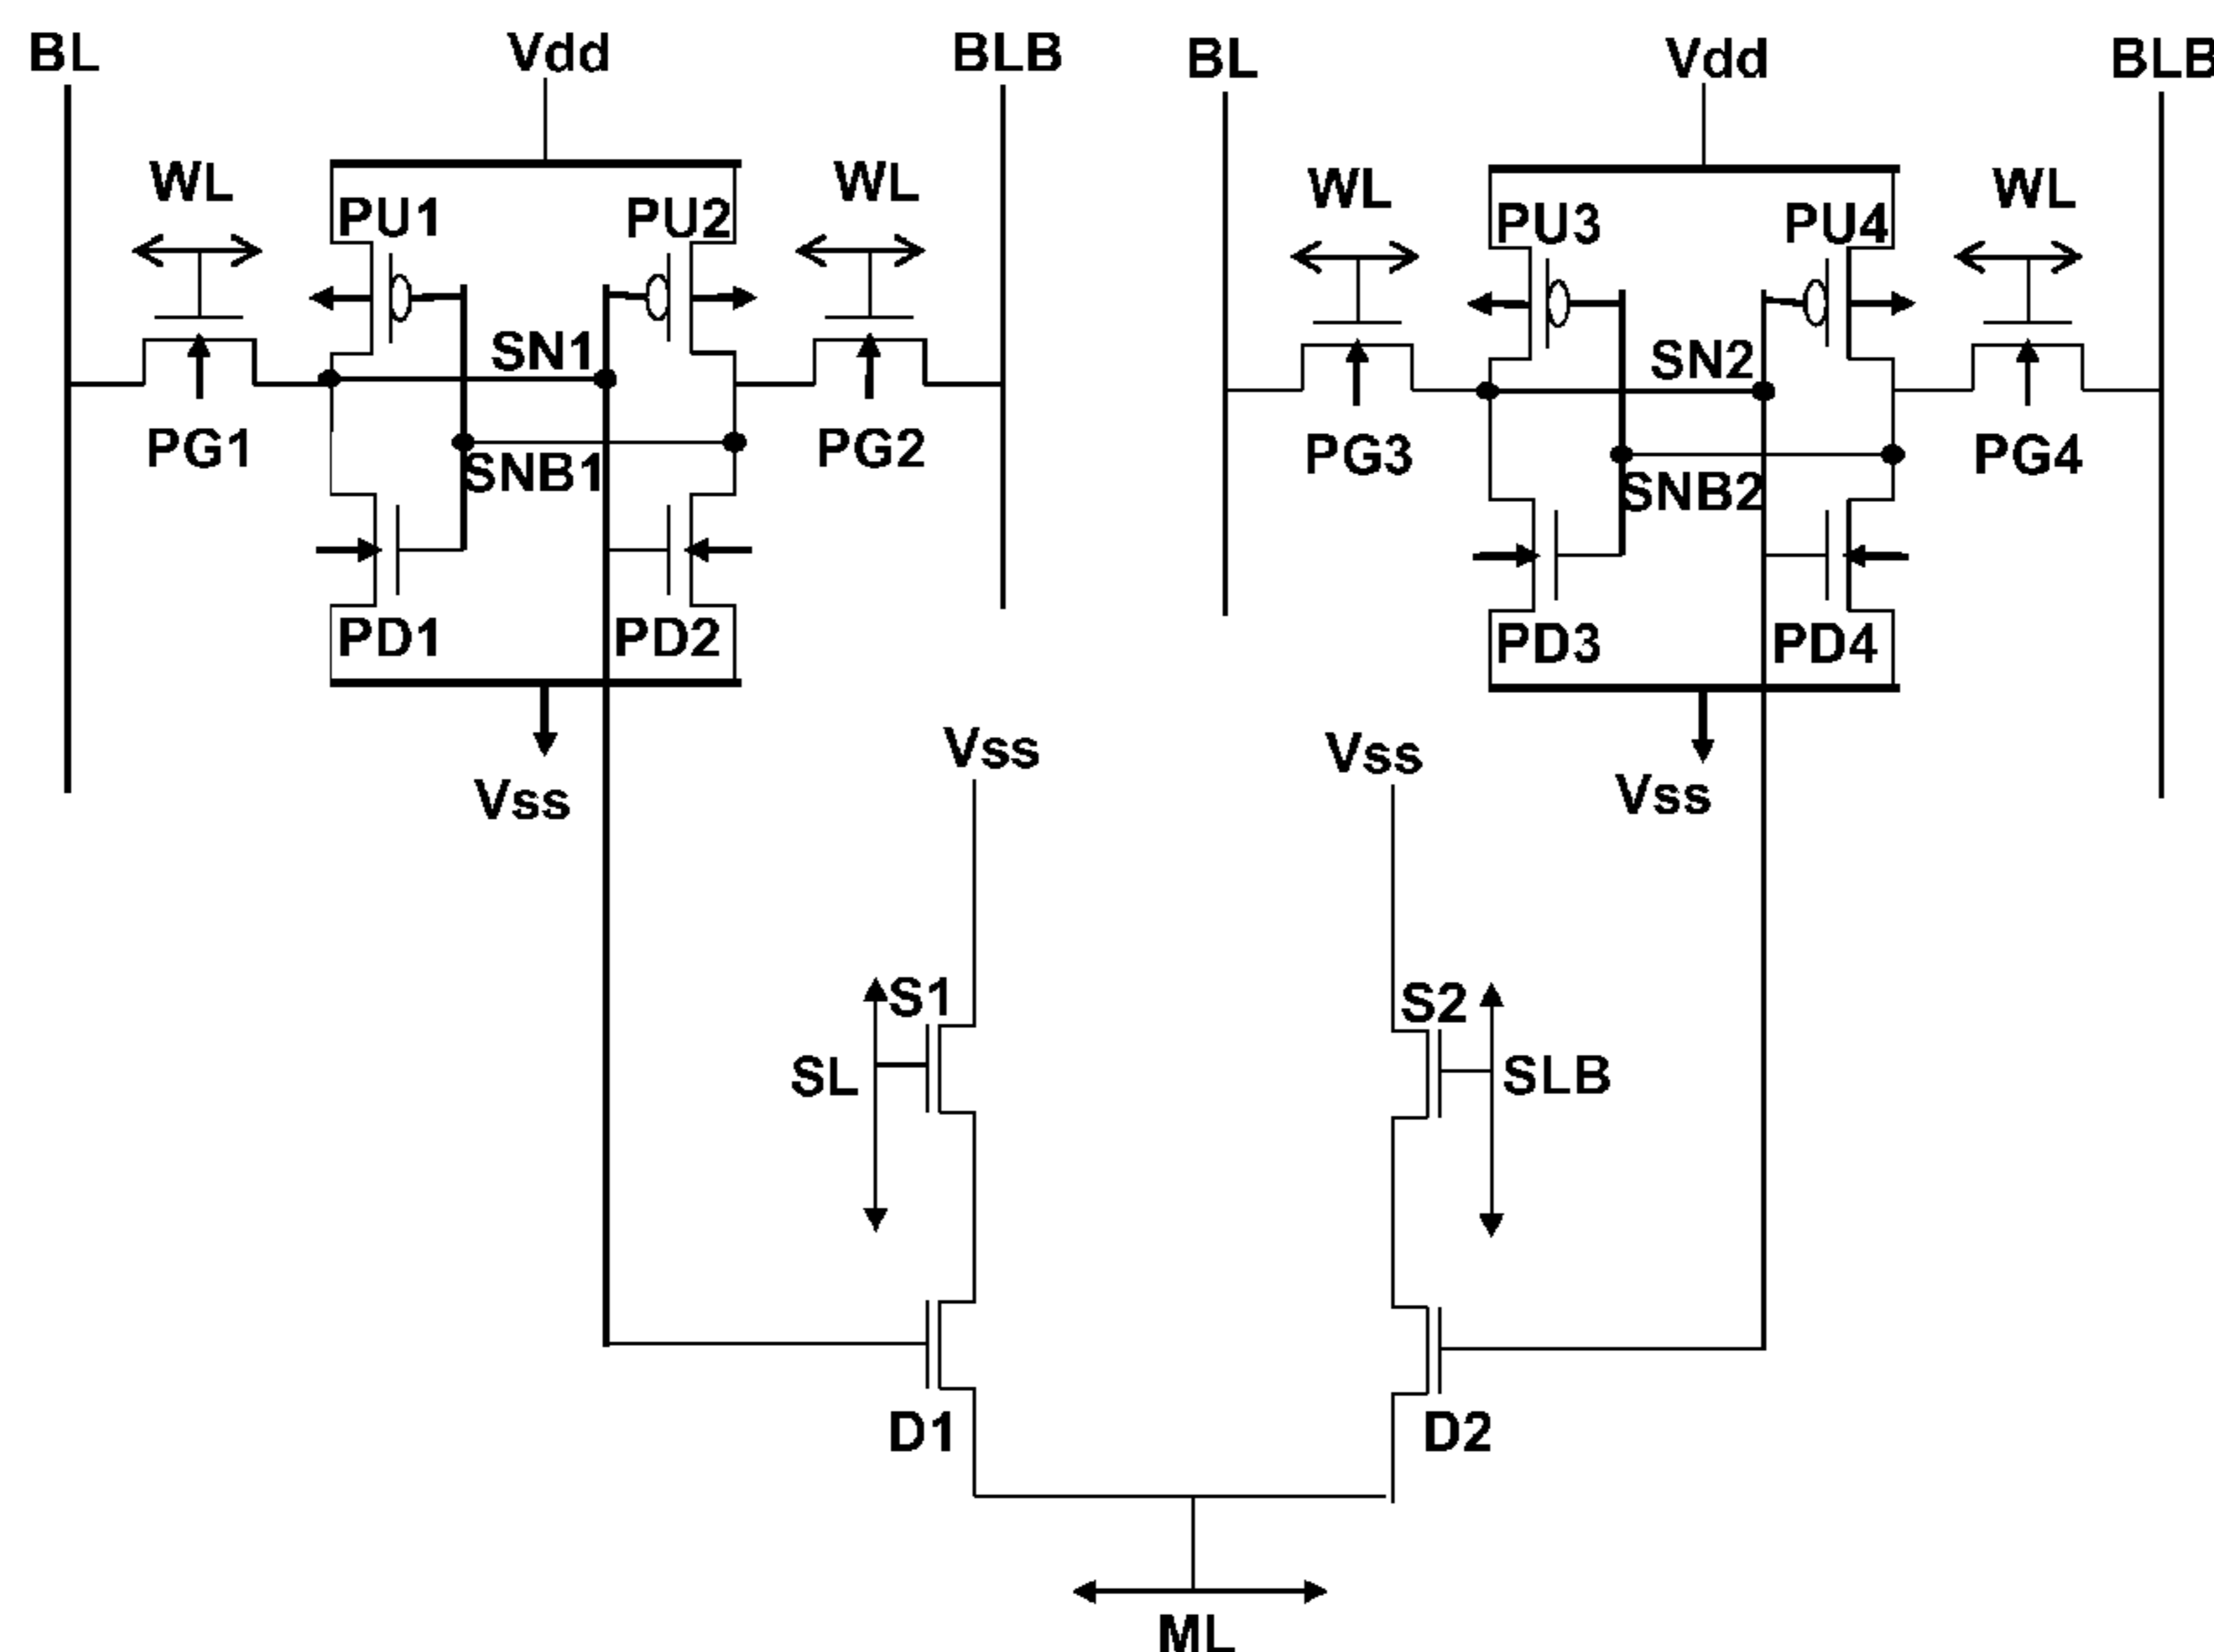 BL Vdd BLB BL Vdd BLB
WL WL WL WL
PU1 PU2 PU3 PU4
SN1 SN2
PG1 SNB1 PG2 PG3 SNB2 PG4
PD1 PD2 PD3 PD4
Vss Vss Vss Vss
S1 S2
SL SLB
D1 D2
ML